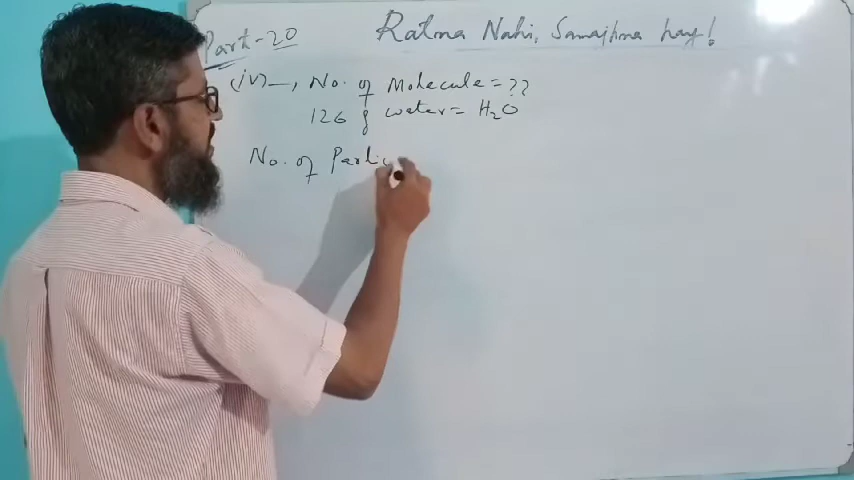 Part-20
Ratna Nahi, Samajhna hay!
(iv) —, No. of Molecule = ??
126 g water = H₂O
No. of Partic